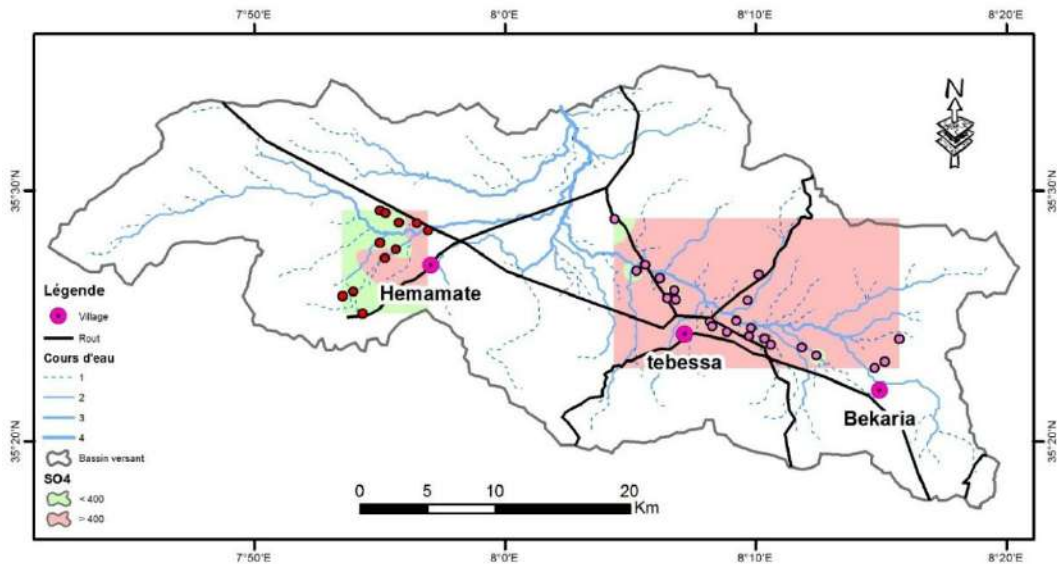 7°50'E 8°0'E 8°10'E 8°20'E
N
35°30'N 35°30'N
Légende
Village
Rout
Cours d'eau
1
2
3
4
Bassin versant
SO4
< 400
> 400
Hemamate
tebessa
Bekaria
35°20'N 35°20'N
0 5 10 20
Km
7°50'E 8°0'E 8°10'E 8°20'E